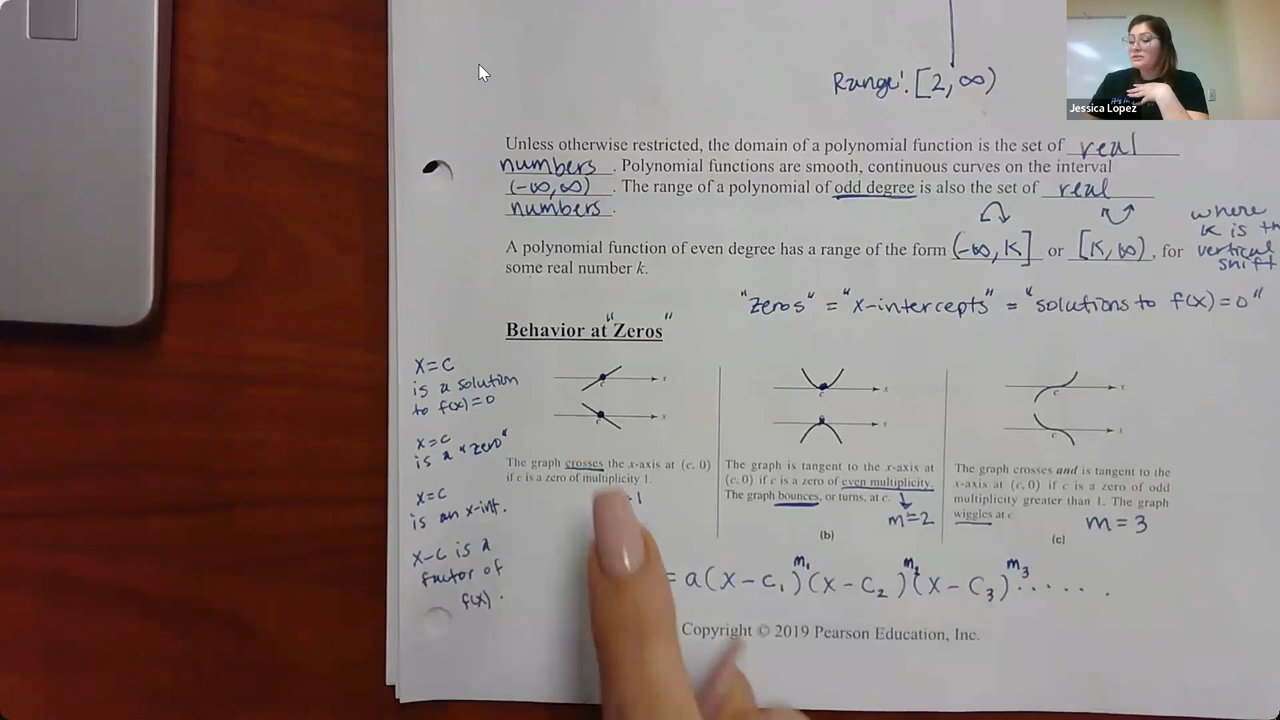 Range: [2, ∞)
Jessica Lopez
Unless otherwise restricted, the domain of a polynomial function is the set of real
numbers. Polynomial functions are smooth, continuous curves on the interval
(-∞, ∞). The range of a polynomial of odd degree is also the set of real
numbers.
where
K is th
vertical
shift
A polynomial function of even degree has a range of the form (-∞, K] or [K, ∞), for
some real number k.
"zeros" = "x-intercepts" = "solutions to f(x)=0"
Behavior at "Zeros"
x=c
is a solution
to f(x)=0
x=c
is a "zero"
x=c
is an x-int.
x-c is a
factor of
f(x).
c x
c x
The graph crosses the x-axis at (c, 0)
if c is a zero of multiplicity 1.
1
c x
c x
The graph is tangent to the x-axis at
(c, 0) if c is a zero of even multiplicity.
The graph bounces, or turns, at c.
m=2
(b)
c x
c x
The graph crosses and is tangent to the
x-axis at (c, 0) if c is a zero of odd
multiplicity greater than 1. The graph
wiggles at c
m=3
(c)
= a(x-c₁)^m₁(x-c₂)^m₂(x-c₃)^m₃......
Copyright © 2019 Pearson Education, Inc.